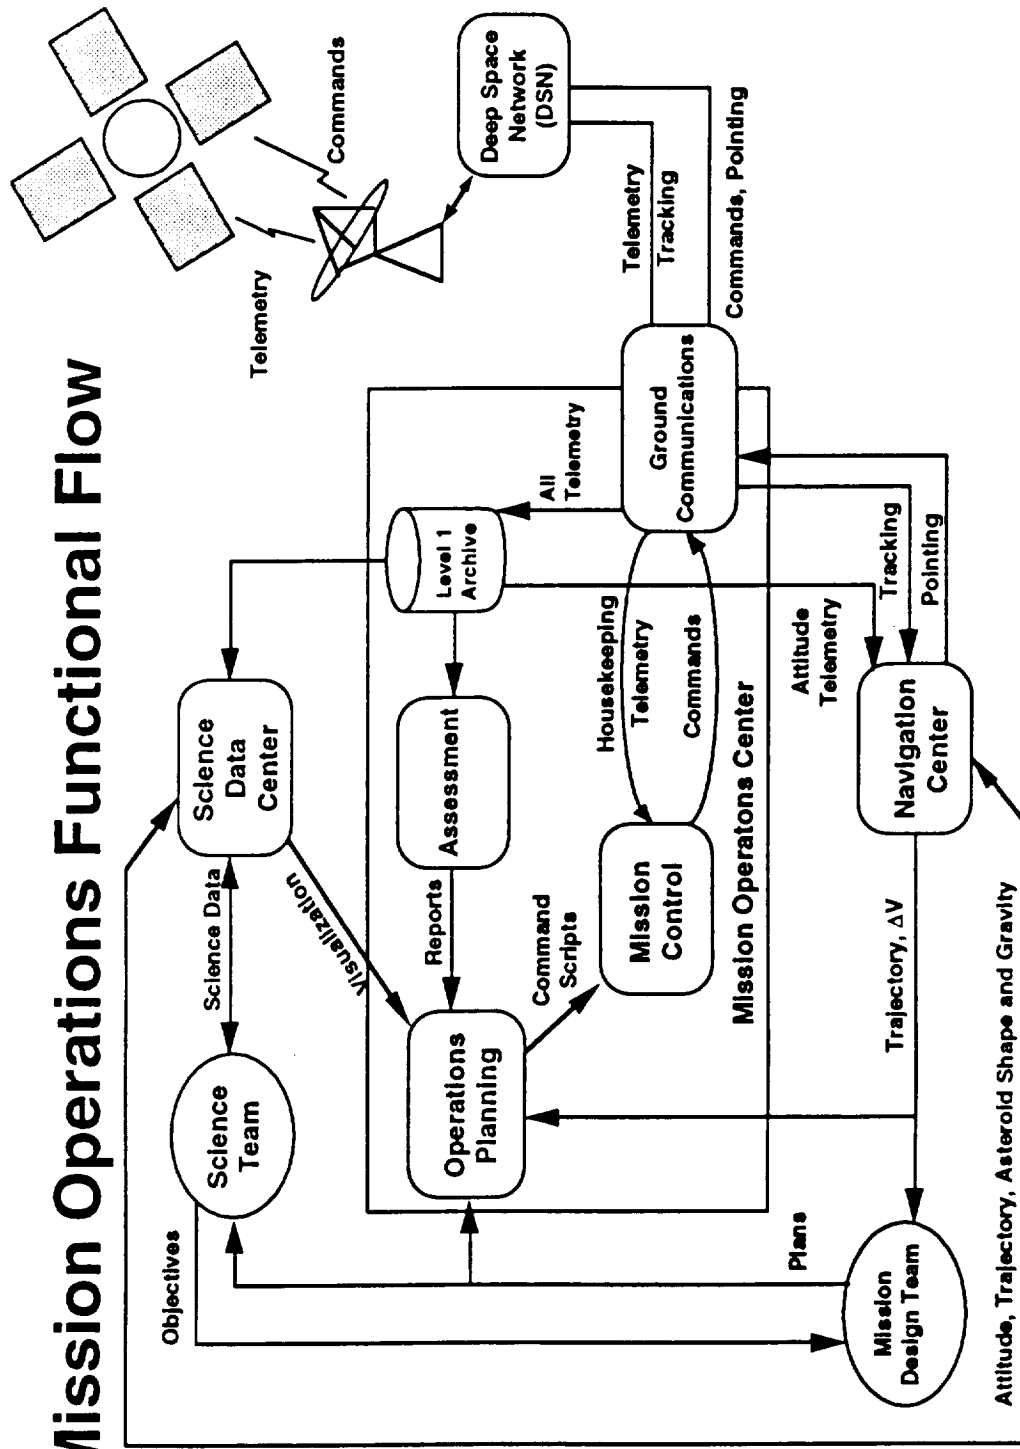 Mission Operations Functional Flow
Telemetry
Commands
Deep Space
Network
(DSN)
Telemetry
Tracking
Commands, Pointing
Ground
Communications
All
Telemetry
Level 1
Archive
Housekeeping
Telemetry
Commands
Attitude
Telemetry
Tracking
Pointing
Science
Data
Center
Assessment
Mission
Control
Mission Operatons Center
Navigation
Center
Science Data
Visualization
Reports
Command
Scripts
Trajectory, ΔV
Science
Team
Operations
Planning
Objectives
Plans
Mission
Design Team
Attitude, Trajectory, Asteroid Shape and Gravity